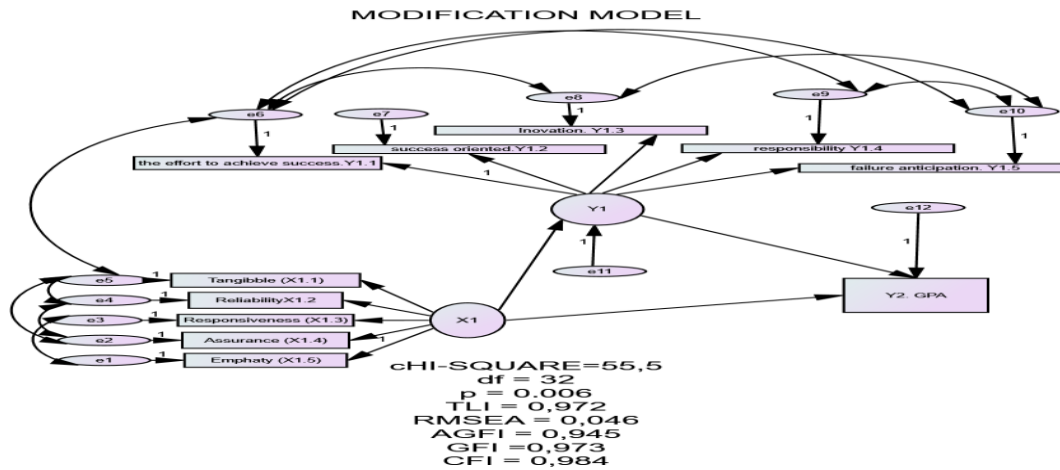 MODIFICATION MODEL
e6
e7
e8
e9
e10
1
1
1
1
1
Inovation. Y1.3
success oriented.Y1.2
responsibility Y1.4
the effort to achieve success.Y1.1
failure anticipation. Y1.5
1
Y1
e12
1
1
e11
e5
1
Tangibble (X1.1)
e4
1
ReliabilityX1.2
Y2. GPA
e3
1
Responsiveness (X1.3)
X1
e2
1
Assurance (X1.4)
1
e1
1
Emphaty (X1.5)
cHI-SQUARE=55,5
df = 32
p = 0.006
TLI = 0,972
RMSEA = 0,046
AGFI = 0,945
GFI =0,973
CFI = 0,984